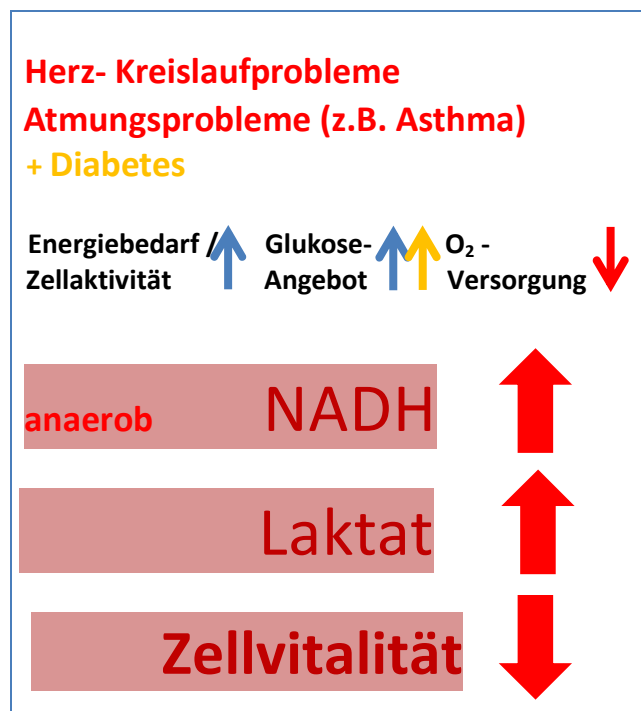 Herz- Kreislaufprobleme
Atmungsprobleme (z.B. Asthma)
+ Diabetes
Energiebedarf / Glukose- O₂ -
Zellaktivität Angebot Versorgung
anaerob NADH
Laktat
Zellvitalität